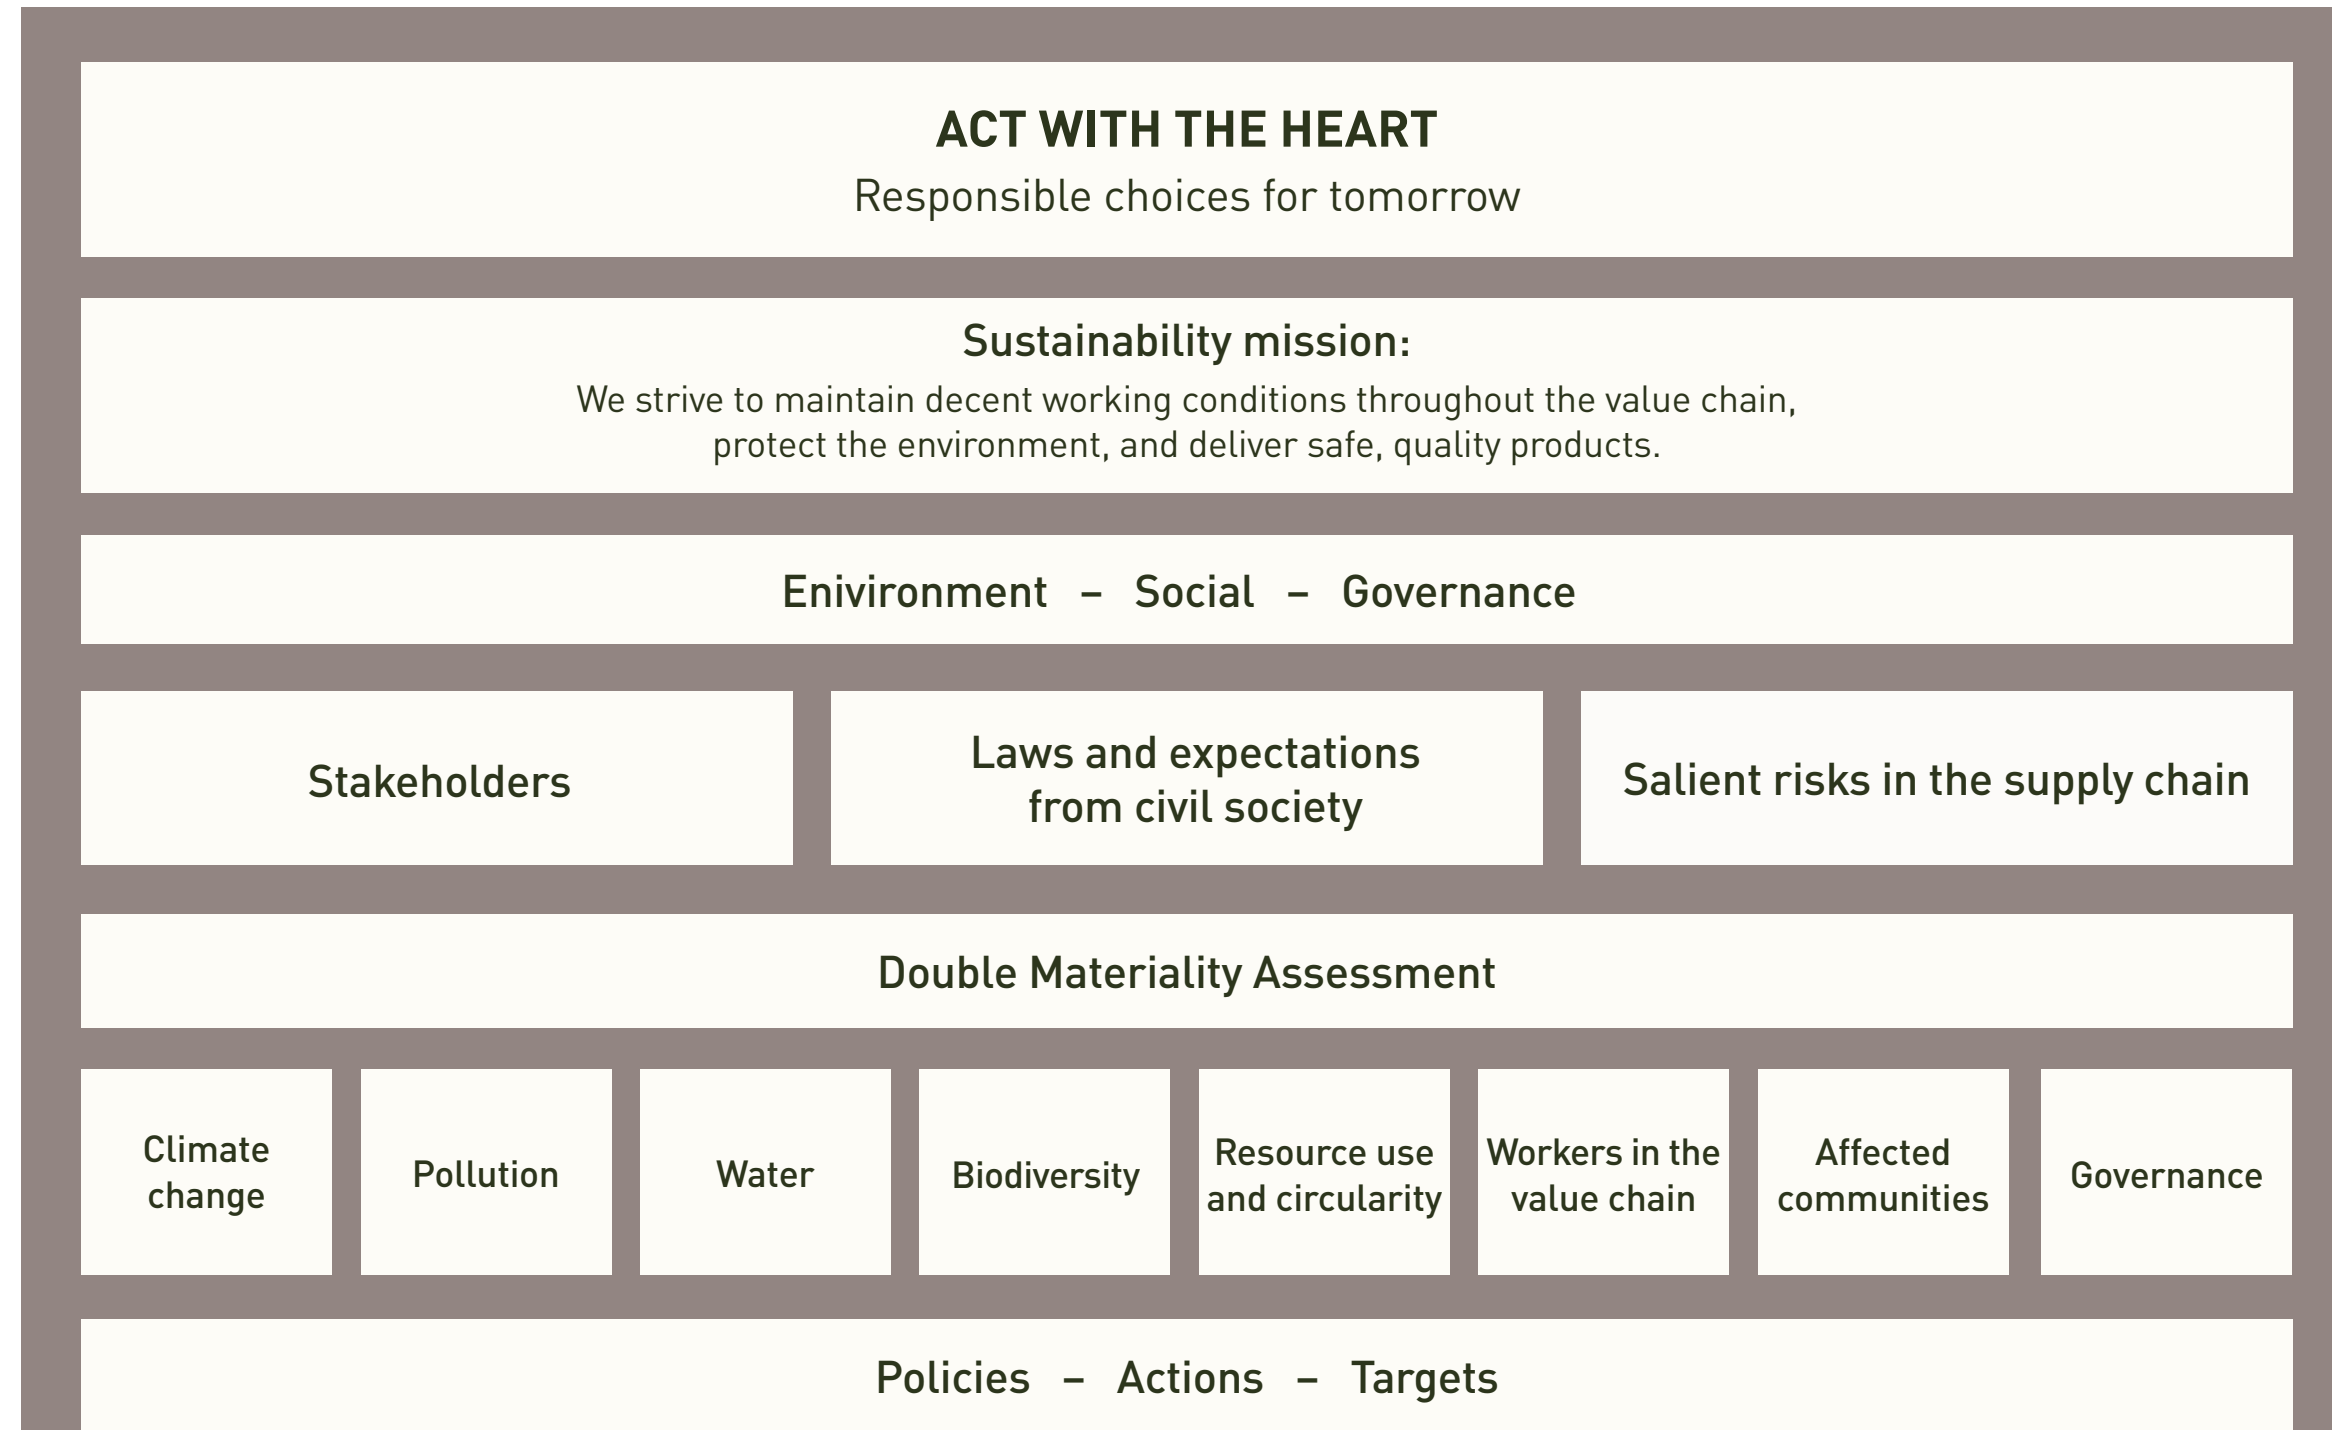 ACT WITH THE HEART
Responsible choices for tomorrow
Sustainability mission:
We strive to maintain decent working conditions throughout the value chain,
protect the environment, and deliver safe, quality products.
Enivironment – Social – Governance
Stakeholders
Laws and expectations
from civil society
Salient risks in the supply chain
Double Materiality Assessment
Climate
change
Pollution
Water
Biodiversity
Resource use
and circularity
Workers in the
value chain
Affected
communities
Governance
Policies – Actions – Targets